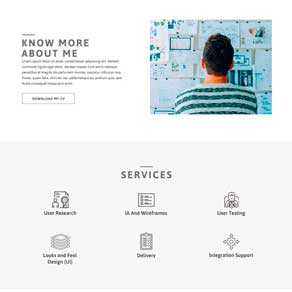 KNOW MORE
ABOUT ME
Lorem ipsum dolor sit amet, consectetuer adipiscing elit. Aenean
commodo ligula eget dolor. Aenean massa. Cum sociis natoque
penatibus et magnis dis parturient montes, nascetur ridiculus mus.
Donec quam felis, ultricies nec, pellentesque eu, pretium quis, sem.
Nulla consequat massa quis enim.
DOWNLOAD MY CV
SERVICES
User Research
IA And Wireframes
User Testing
Looks and Feel
Design (UI)
Delivery
Integration Support